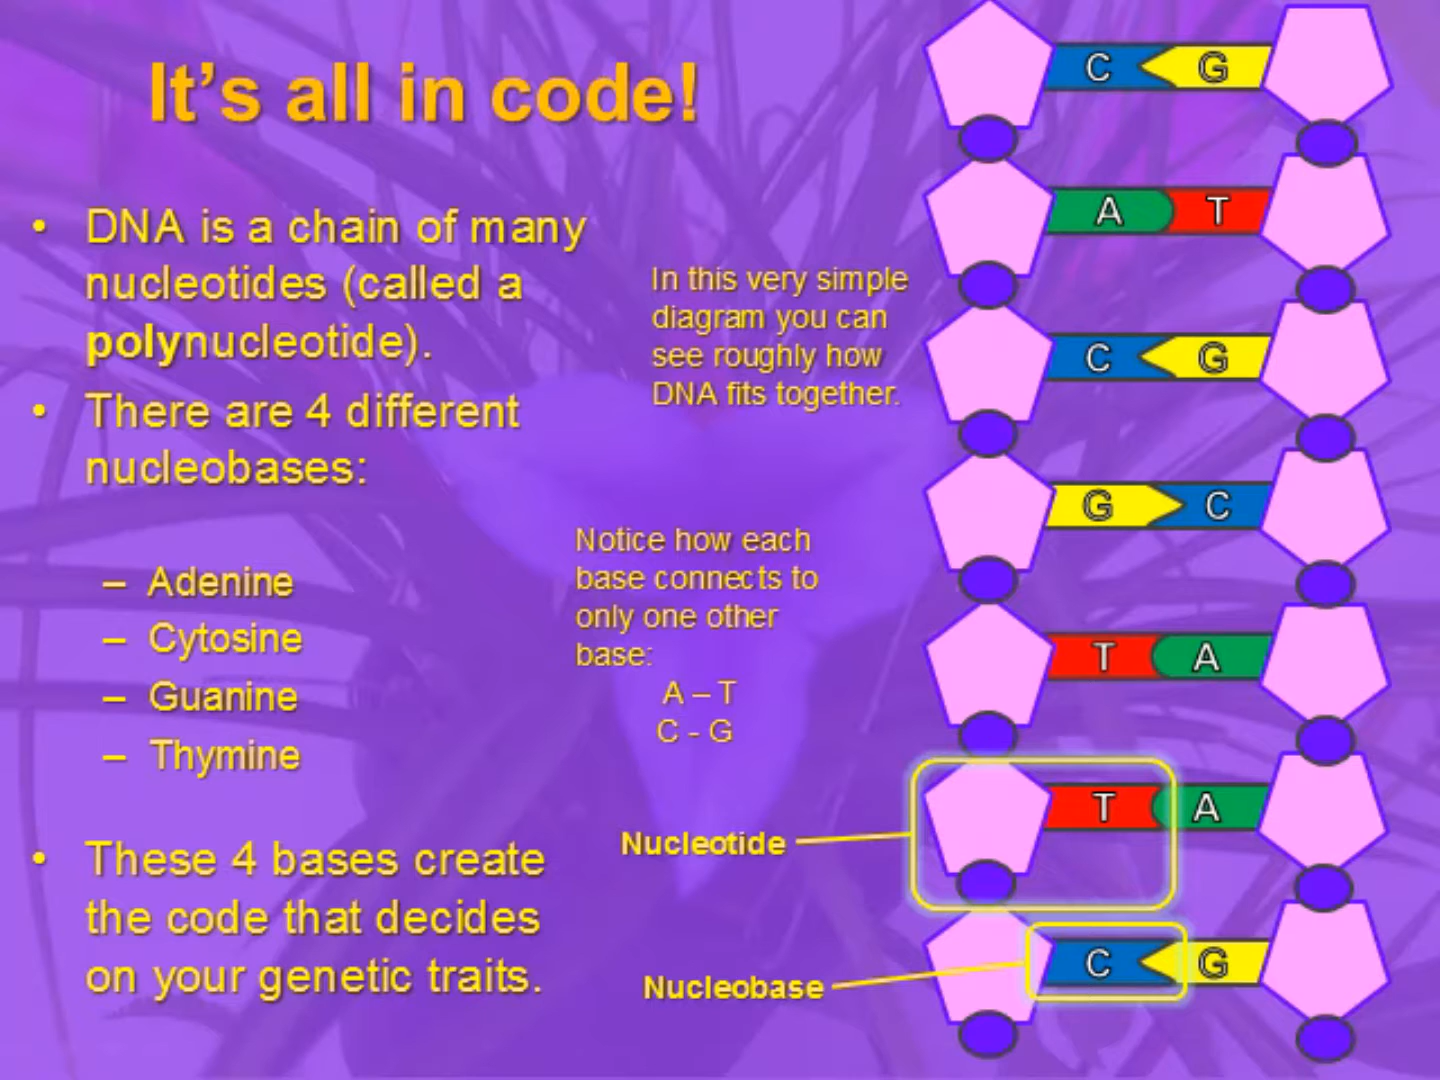 It's all in code!
• DNA is a chain of many
nucleotides (called a
polynucleotide).
• There are 4 different
nucleobases:
– Adenine
– Cytosine
– Guanine
– Thymine
• These 4 bases create
the code that decides
on your genetic traits.
In this very simple
diagram you can
see roughly how
DNA fits together.
Notice how each
base connects to
only one other
base:
A – T
C - G
Nucleotide
Nucleobase
C G
A T
C G
G C
T A
T A
C G